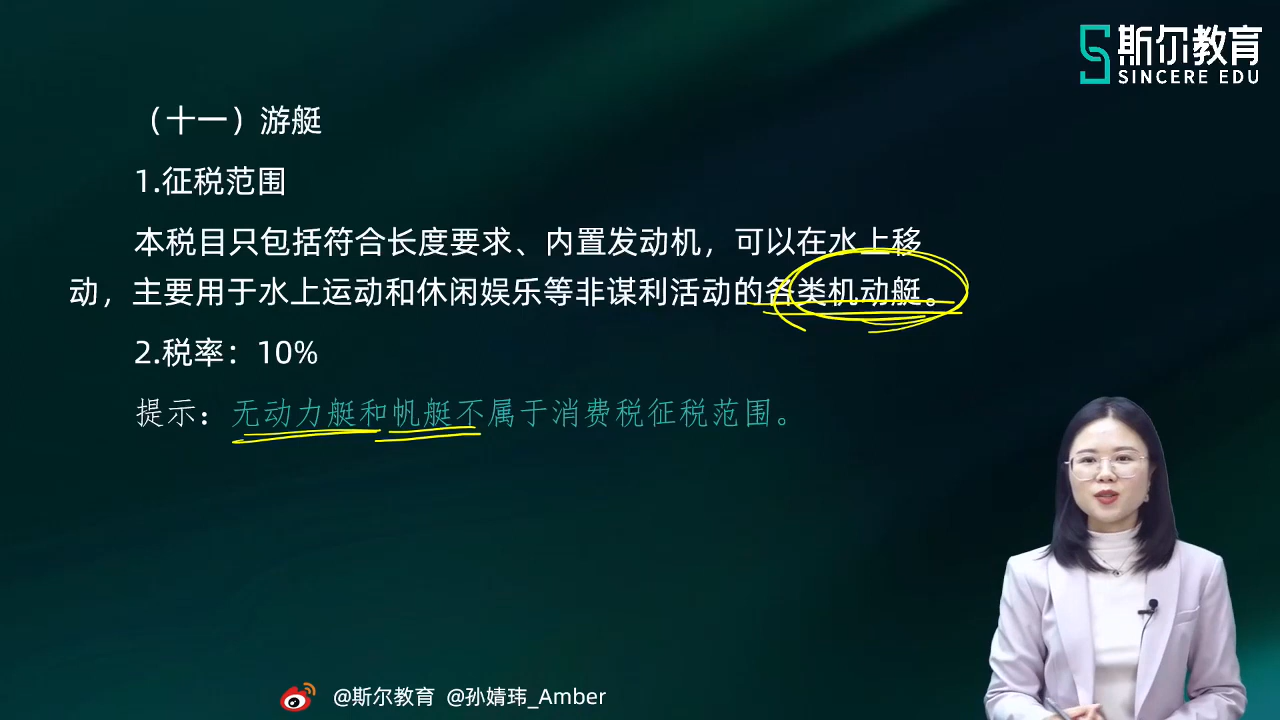 斯尔教育
SINCERE EDU
（十一）游艇
1.征税范围
本税目只包括符合长度要求、内置发动机，可以在水上移
动，主要用于水上运动和休闲娱乐等非谋利活动的各类机动艇。
2.税率：10%
提示：无动力艇和帆艇不属于消费税征税范围。
@斯尔教育 @孙婧玮_Amber